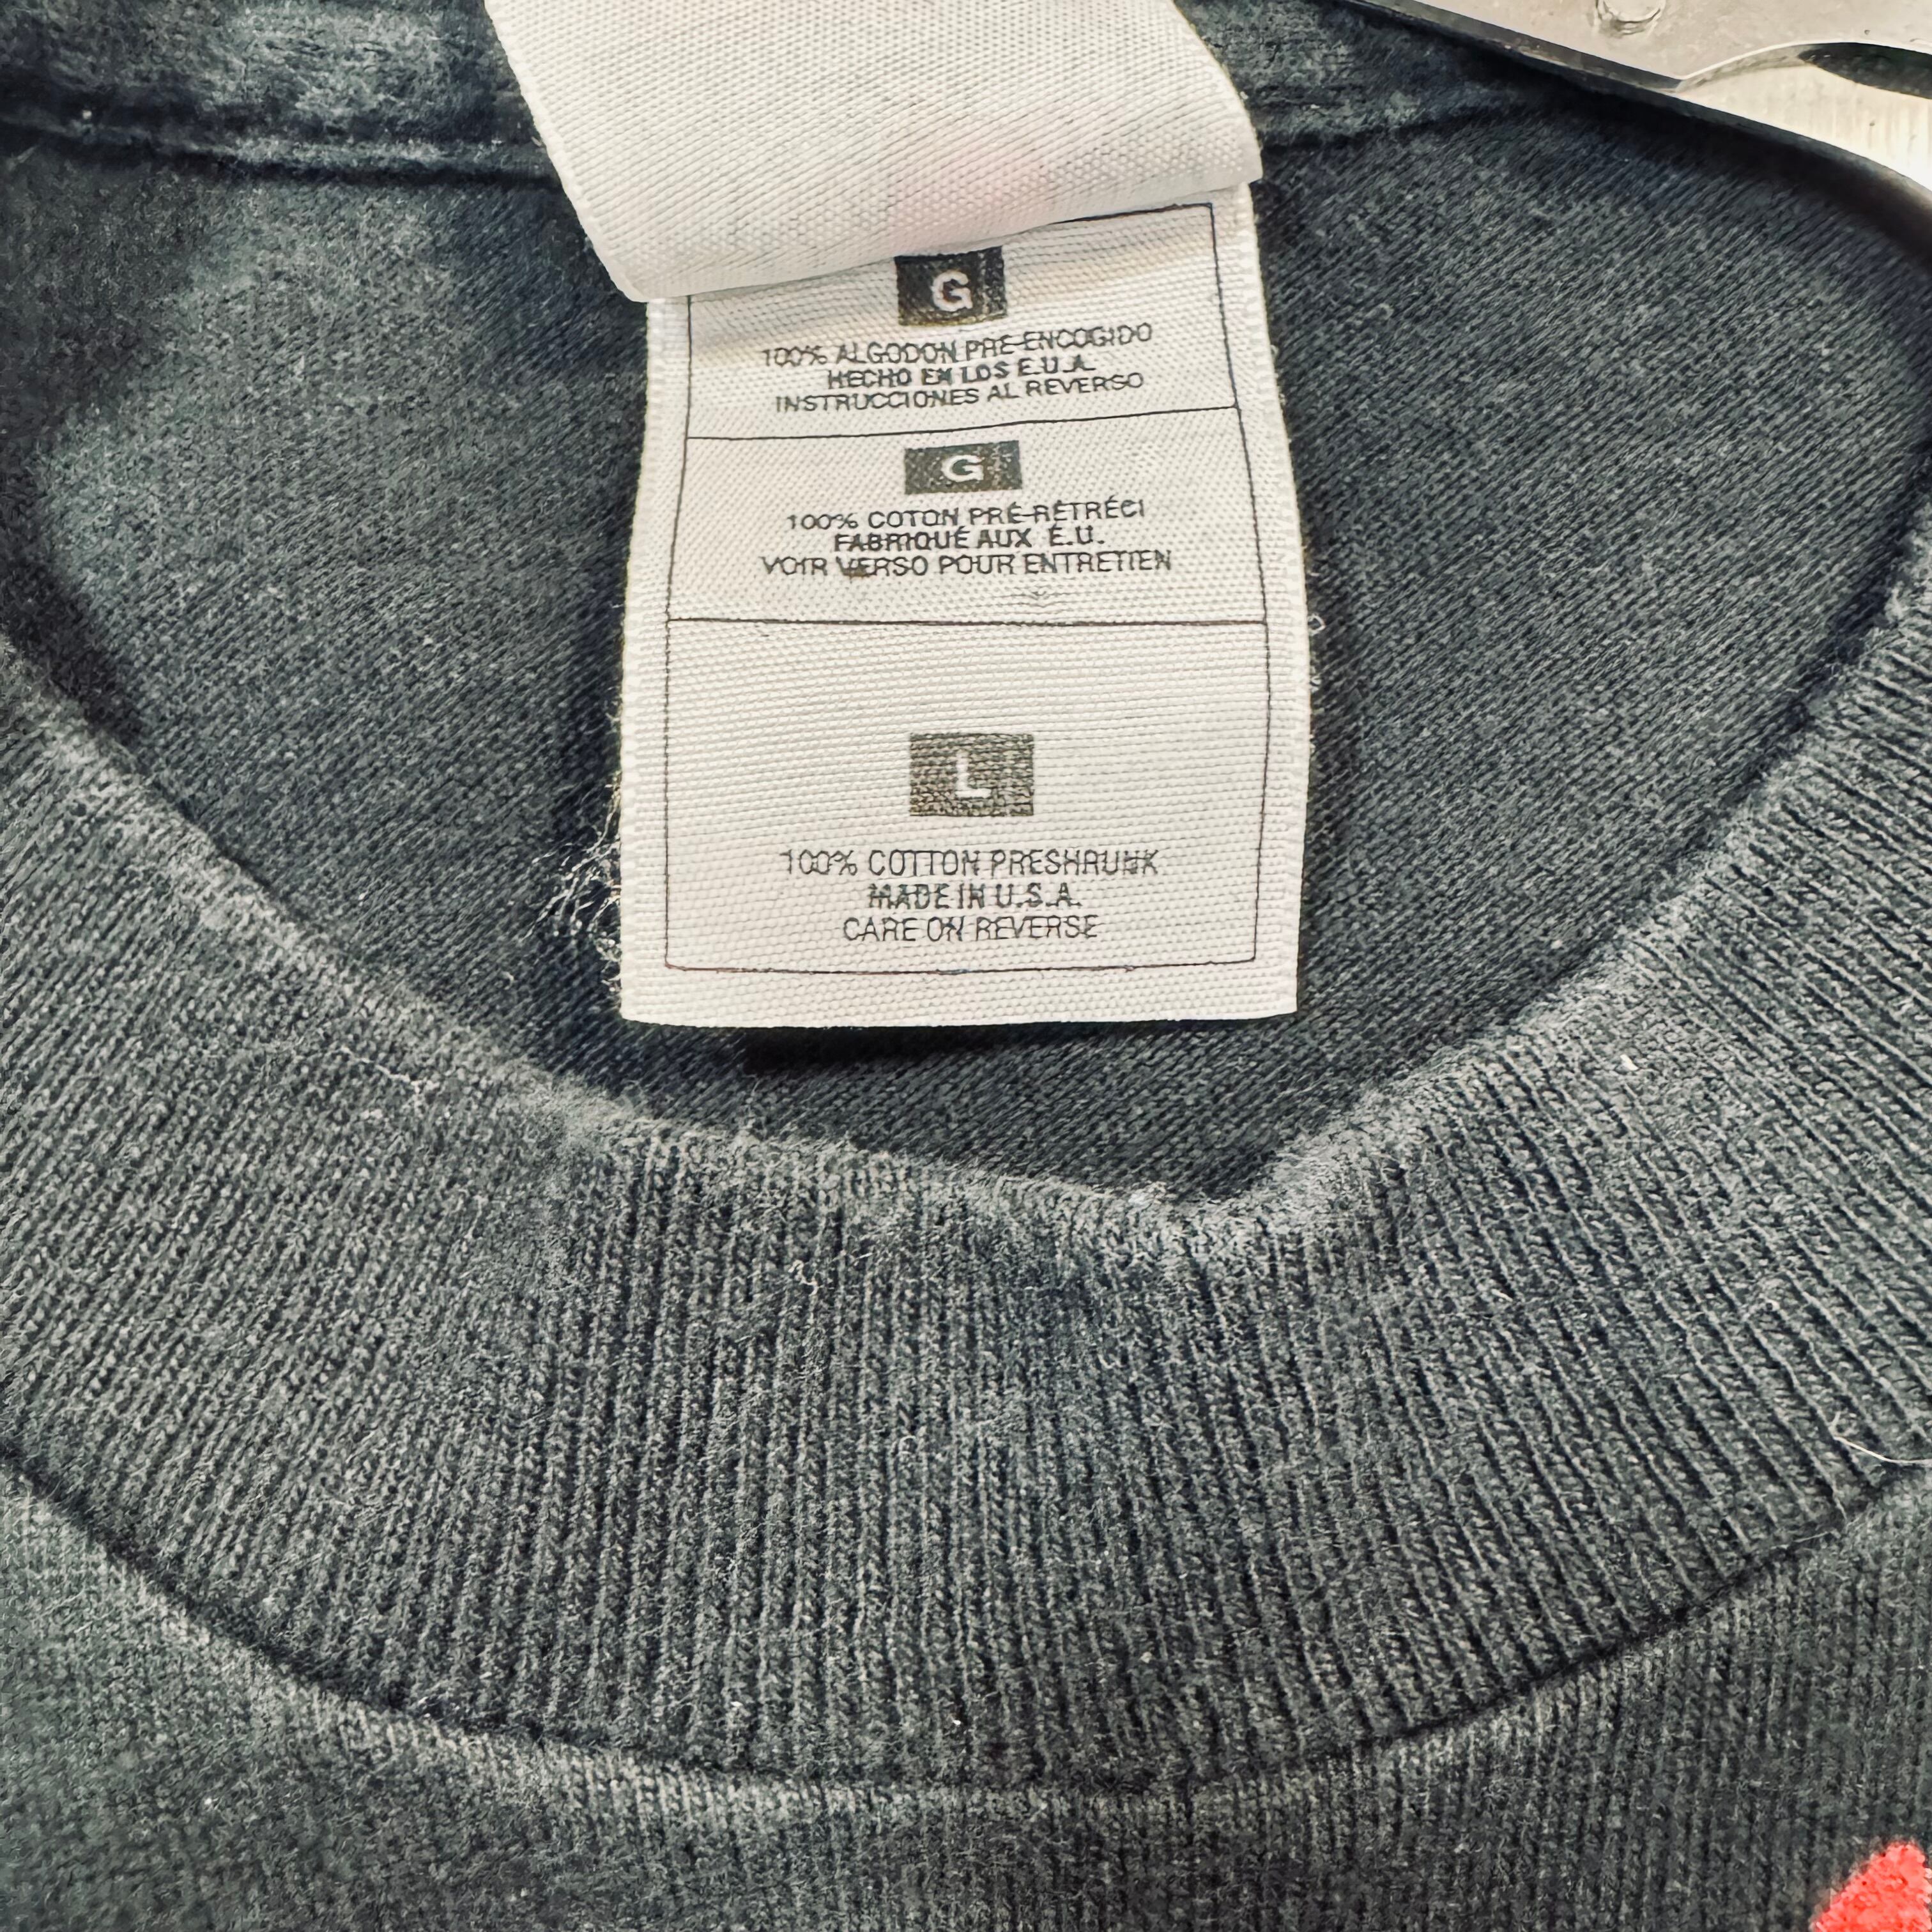 G
100% ALGODON PRE-ENCOGIDO
HECHO EN LOS E.U.A.
INSTRUCCIONES AL REVERSO
G
100% COTON PRÉ-RÉTRÉCI
FABRIQUÉ AUX É.U.
VOIR VERSO POUR ENTRETIEN
L
100% COTTON PRESHRUNK
MADE IN U.S.A.
CARE ON REVERSE